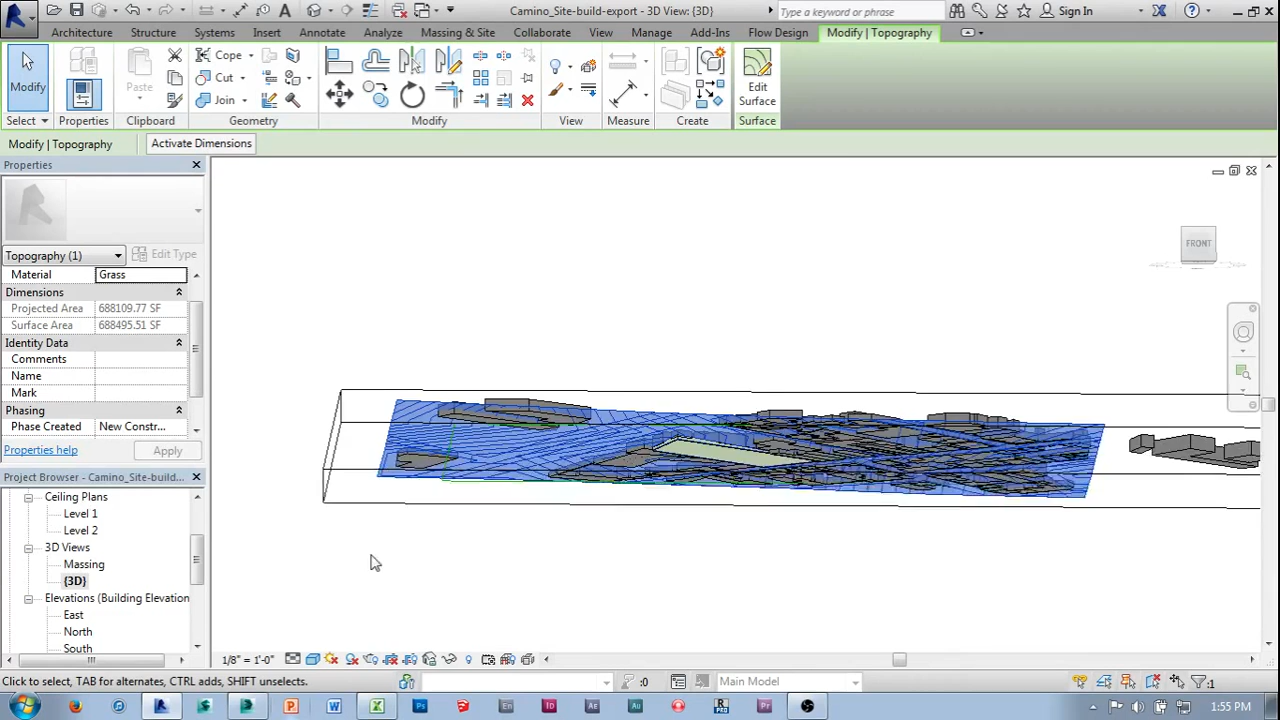 Camino_Site-build-export - 3D View: {3D}
Type a keyword or phrase
Sign In
Architecture Structure Systems Insert Annotate Analyze Massing & Site Collaborate View Manage Add-Ins Flow Design Modify | Topography
Modify
Paste
Cope
Cut
Join
Edit
Surface
Select Properties Clipboard Geometry Modify View Measure Create Surface
Modify | Topography Activate Dimensions
Properties
Topography (1) Edit Type
Material Grass
Dimensions
Projected Area 688109.77 SF
Surface Area 688495.51 SF
Identity Data
Comments
Name
Mark
Phasing
Phase Created New Constr...
Properties help Apply
Project Browser - Camino_Site-build...
Ceiling Plans
Level 1
Level 2
3D Views
Massing
{3D}
Elevations (Building Elevation
East
North
South
FRONT
1/8" = 1'-0"
Click to select, TAB for alternates, CTRL adds, SHIFT unselects.
:0
Main Model
:1
1:55 PM